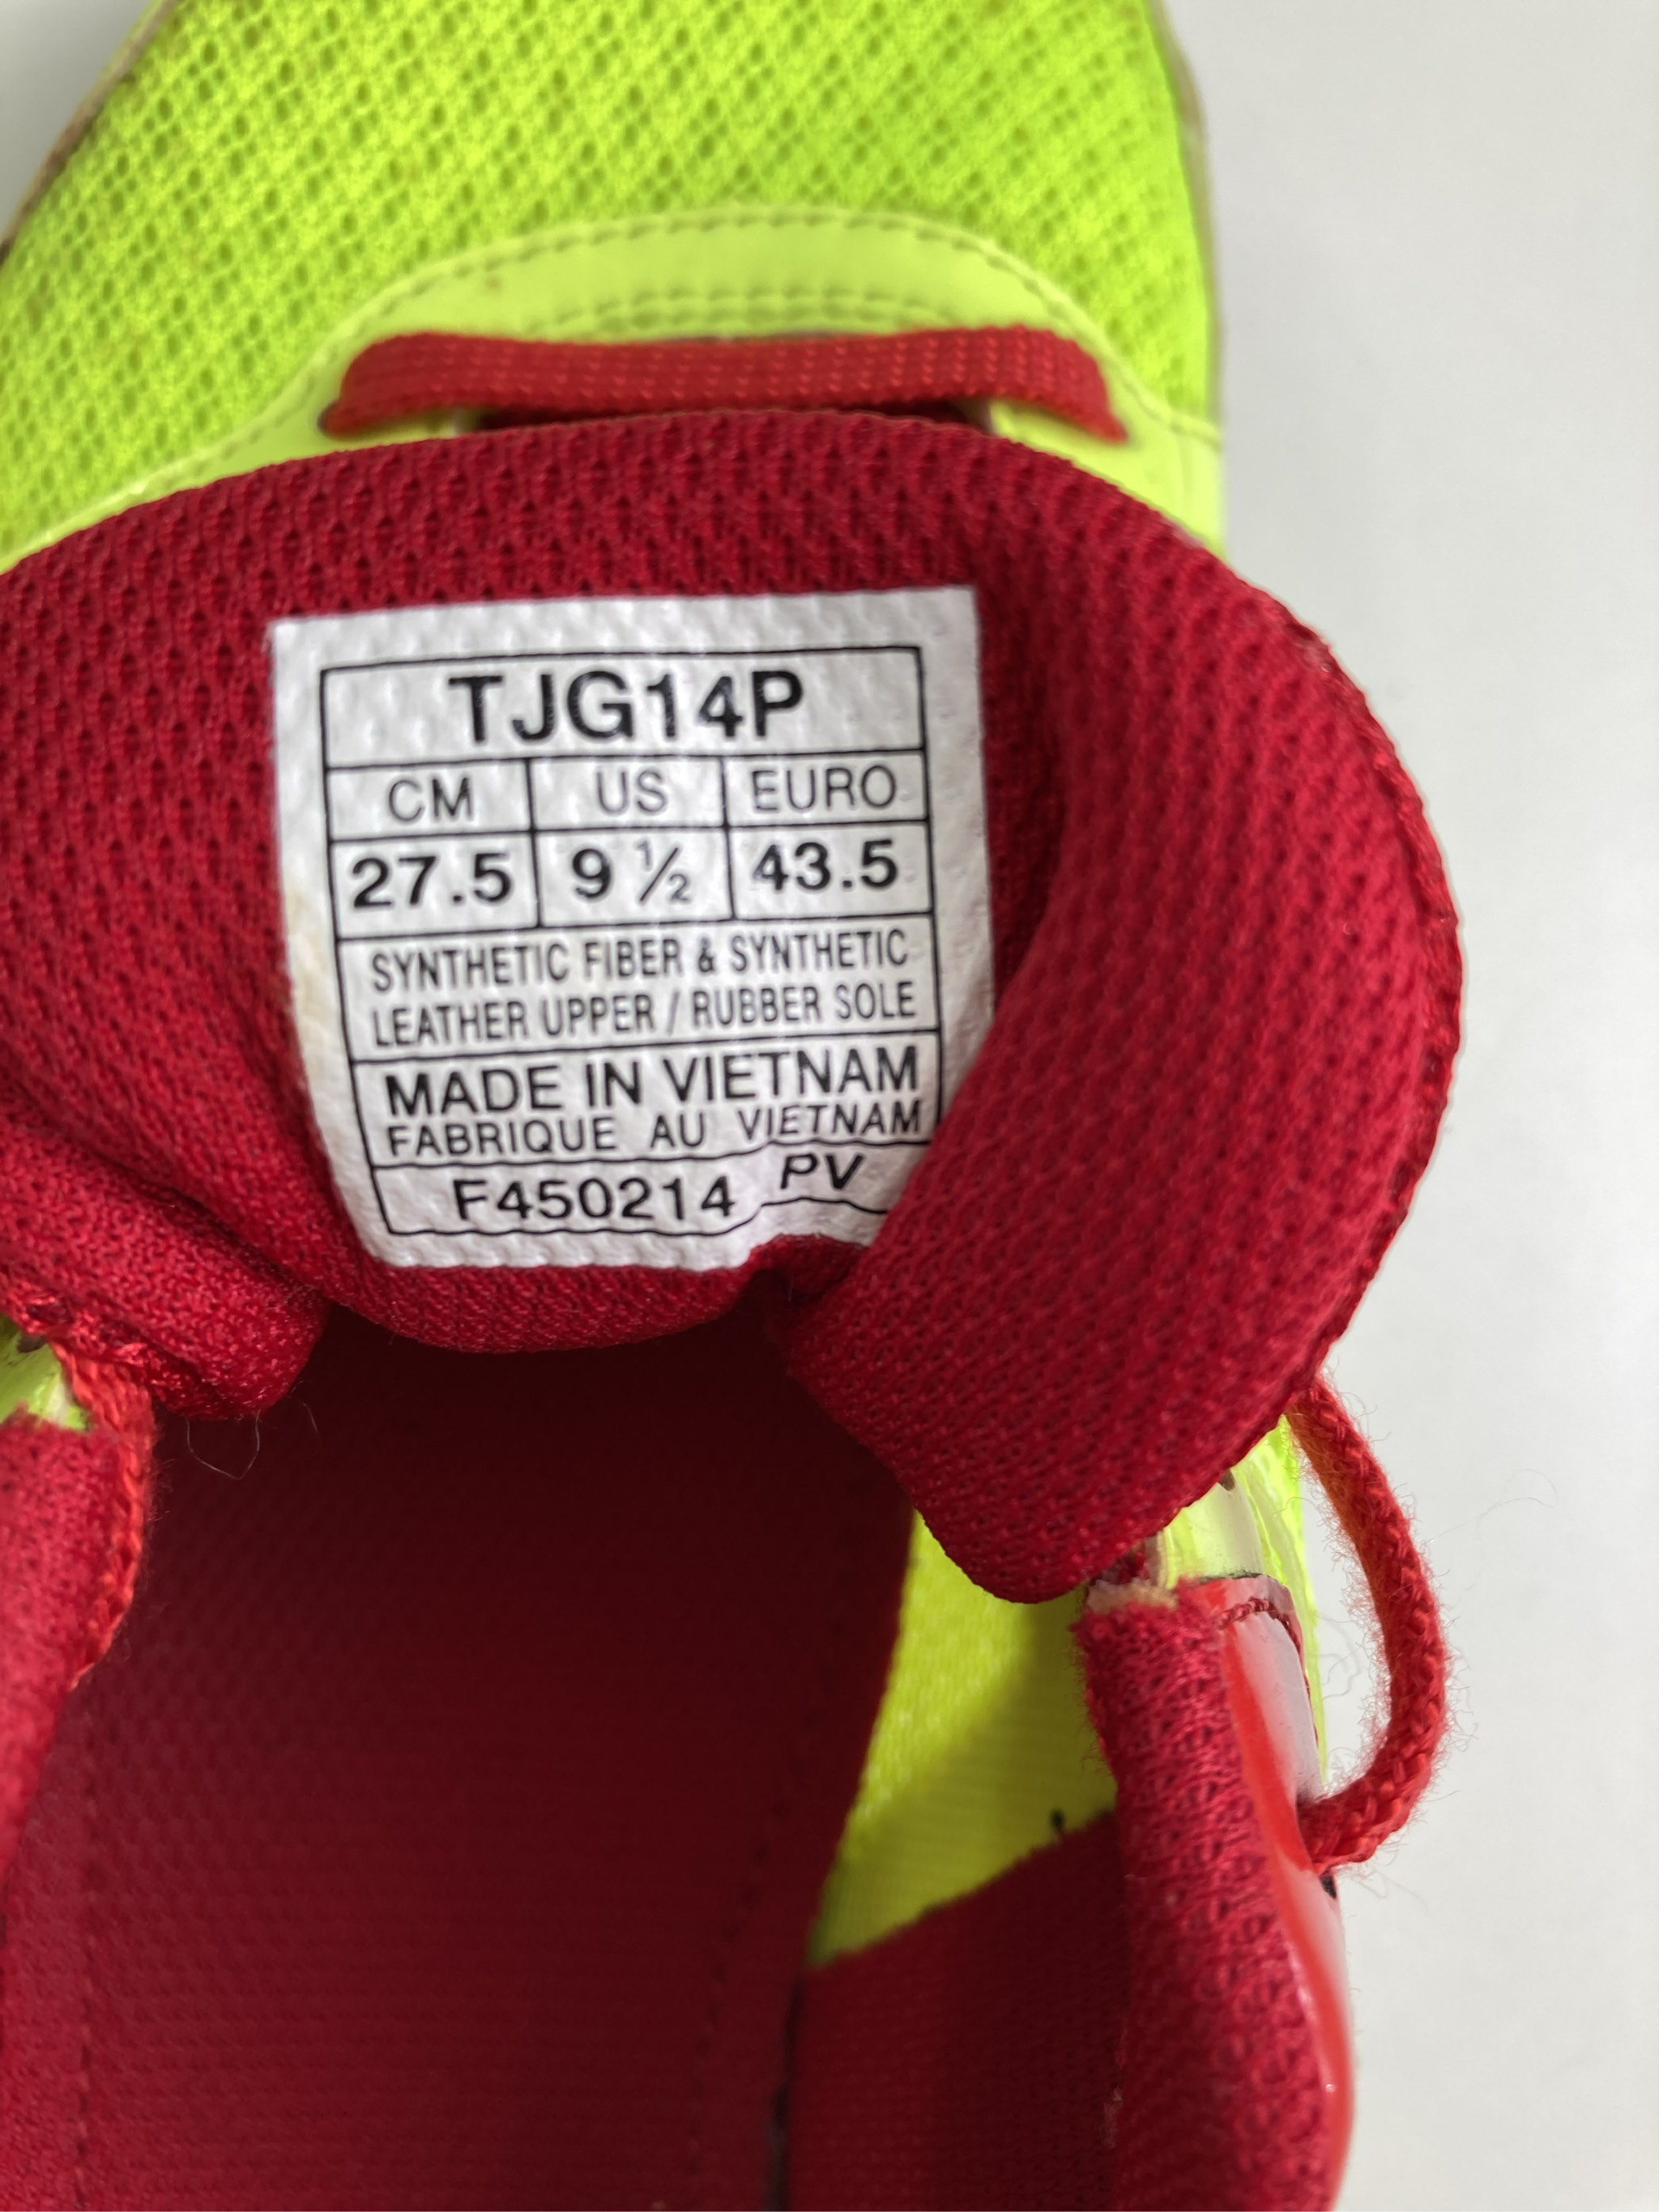 TJG14P
CM US EURO
27.5 9 ½ 43.5
SYNTHETIC FIBER & SYNTHETIC
LEATHER UPPER / RUBBER SOLE
MADE IN VIETNAM
FABRIQUE AU VIETNAM
F450214 PV